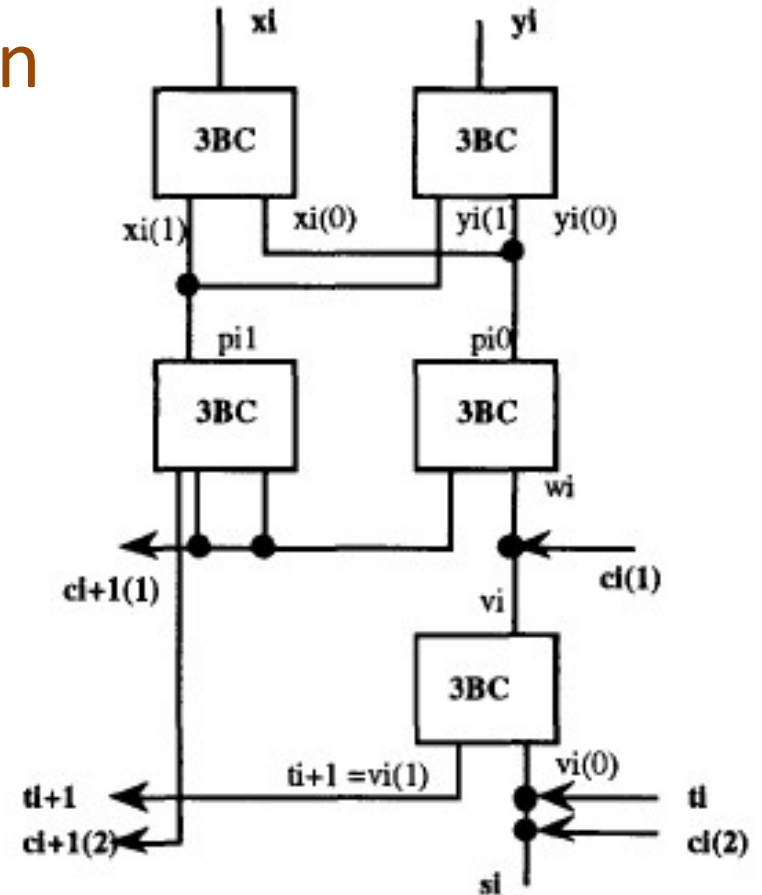 n
xi yi
3BC 3BC
xi(1) xi(0) yi(1) yi(0)
pi1 pi0
3BC 3BC
wi
ci+1(1) ci(1)
vi
3BC
ti+1 =vi(1) vi(0)
ti+1 ti
ci+1(2) ci(2)
si